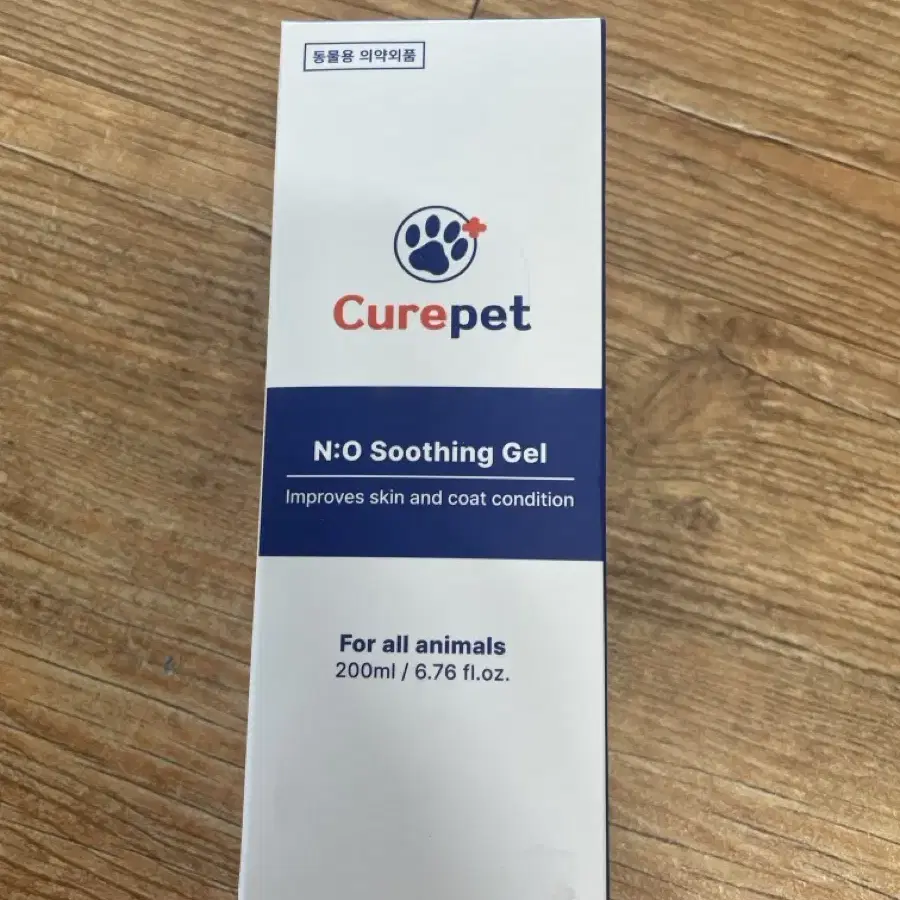 동물용 의약외품
Curepet
N:O Soothing Gel
Improves skin and coat condition
For all animals
200ml / 6.76 fl.oz.